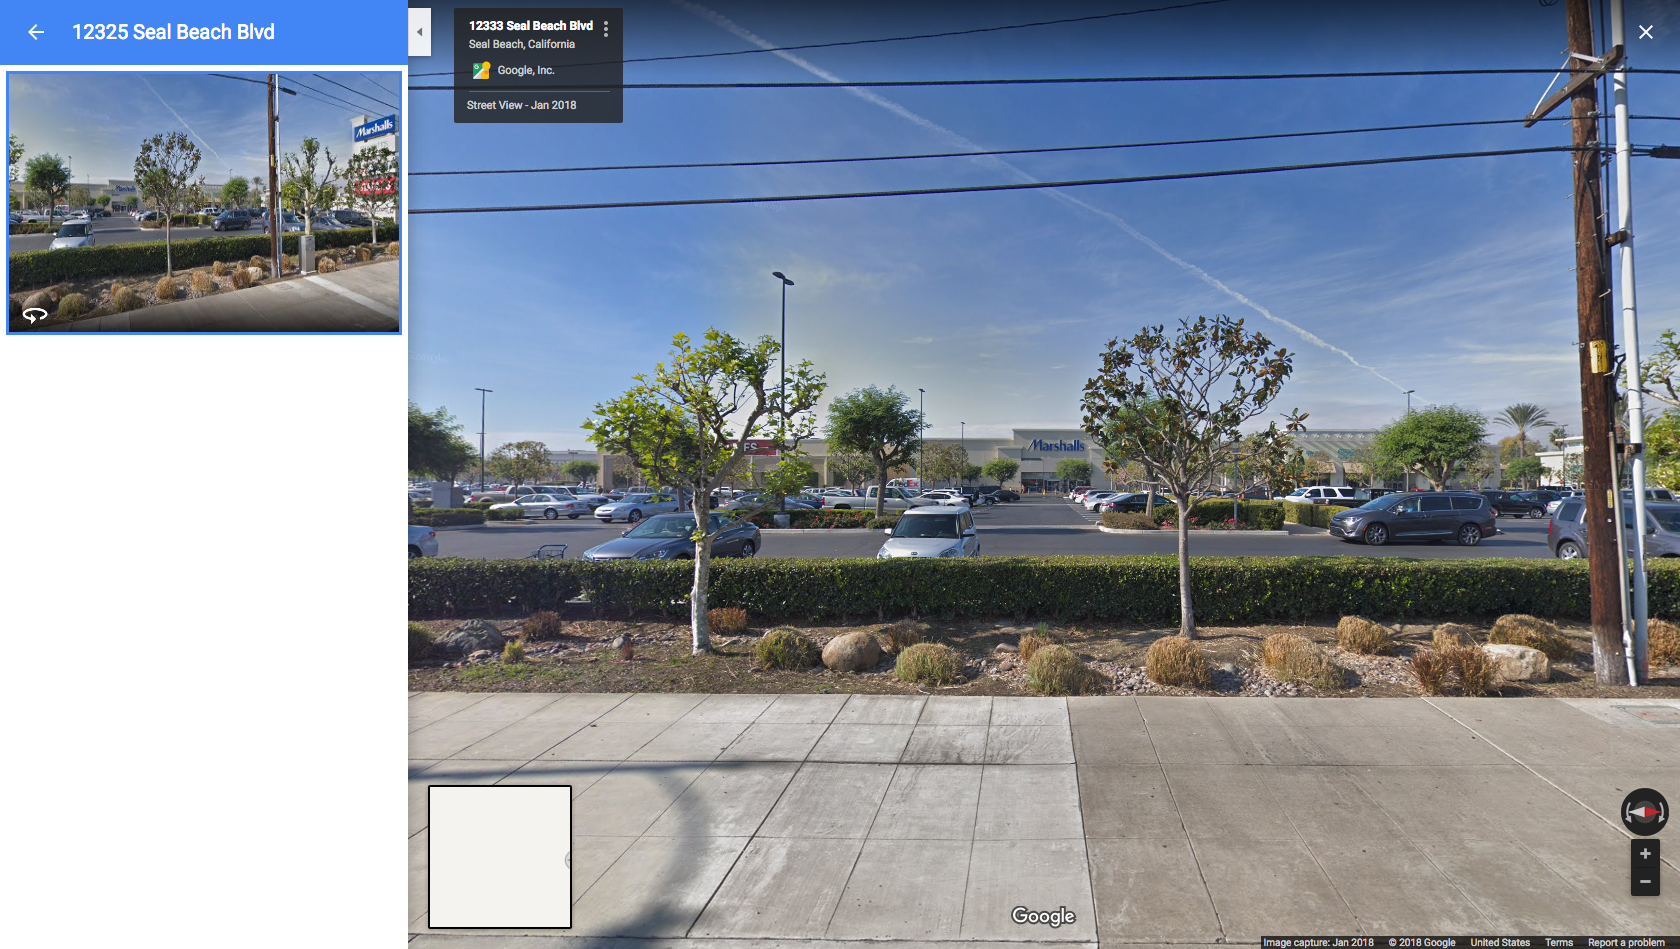 12325 Seal Beach Blvd
Marshalls
Marshalls
12333 Seal Beach Blvd
Seal Beach, California
Google, Inc.
Street View - Jan 2018
Marshalls
Google
Image capture: Jan 2018 © 2018 Google United States Terms Report a problem